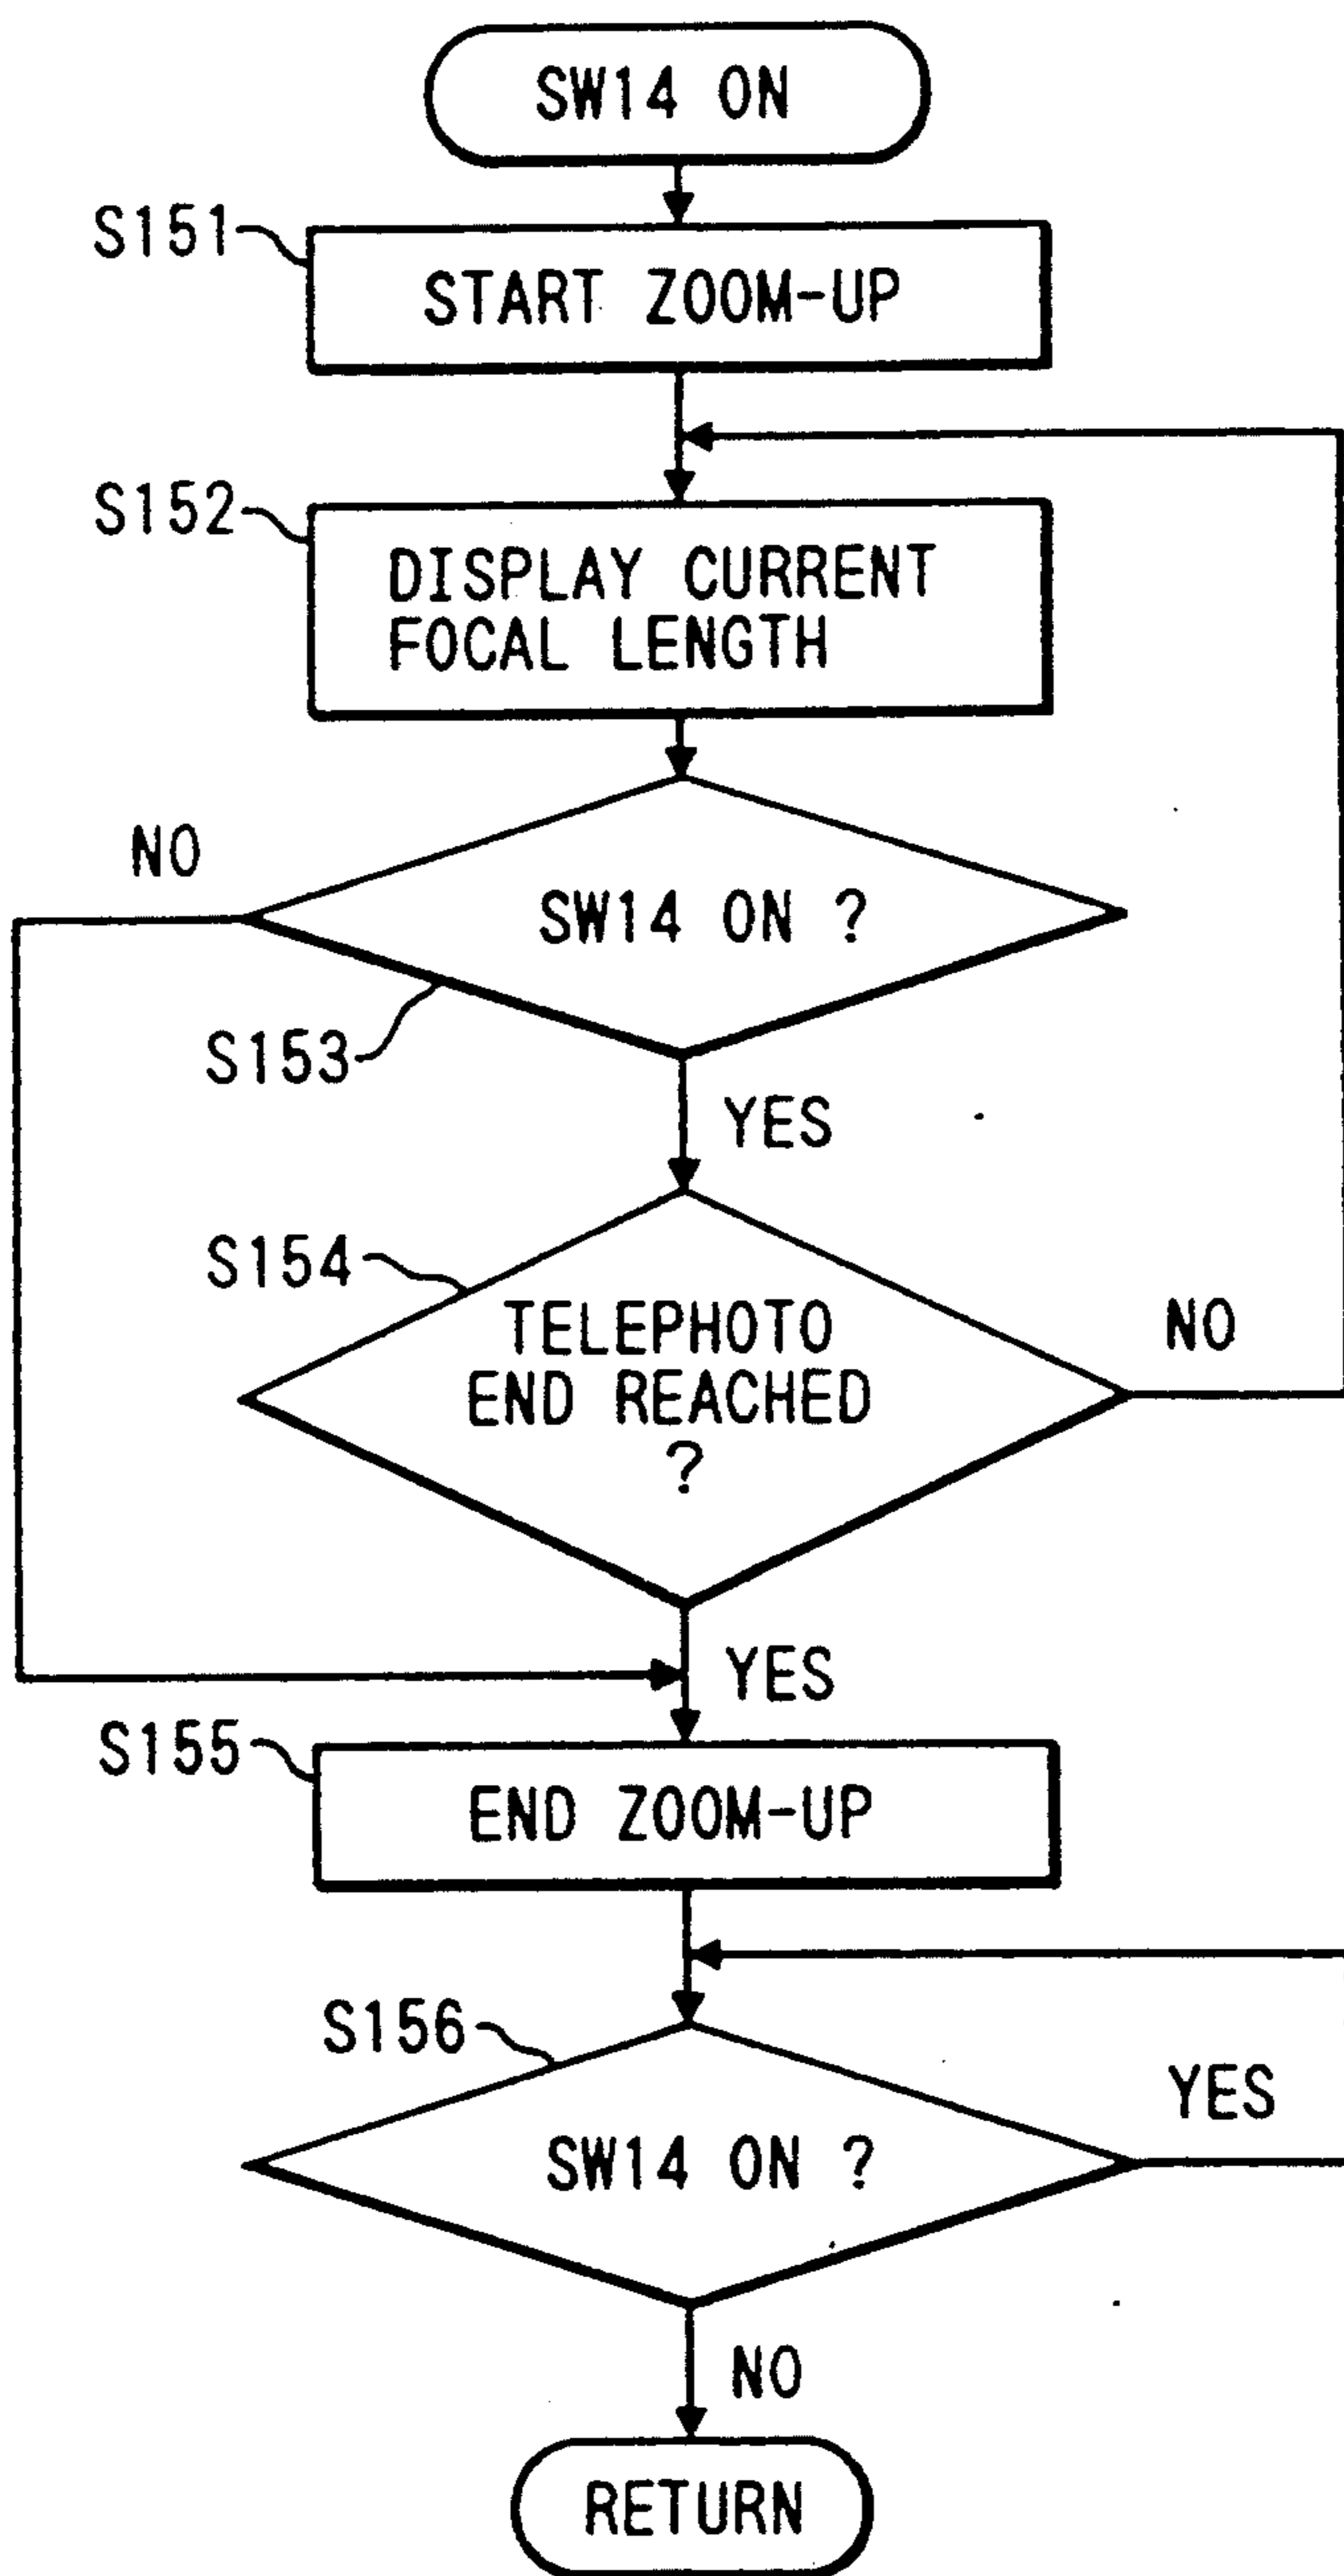 SW14 ON
S151
START ZOOM-UP
S152
DISPLAY CURRENT
FOCAL LENGTH
NO
SW14 ON ?
S153
YES
S154
TELEPHOTO
END REACHED
?
NO
YES
S155
END ZOOM-UP
S156
SW14 ON ?
YES
NO
RETURN